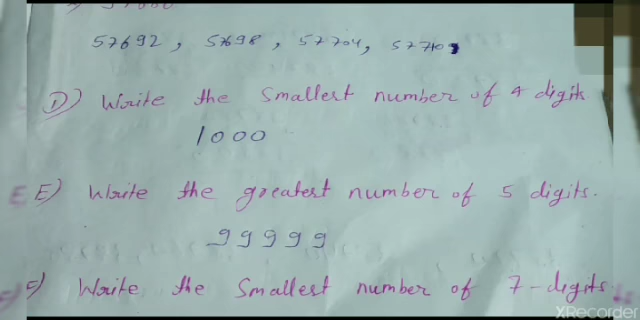 57692, 57698, 57704, 57710,
D) Write the smallest number of 4 digits
1000
E) Write the greatest number of 5 digits.
99999
F) Write the smallest number of 7-digits.
XRecorder